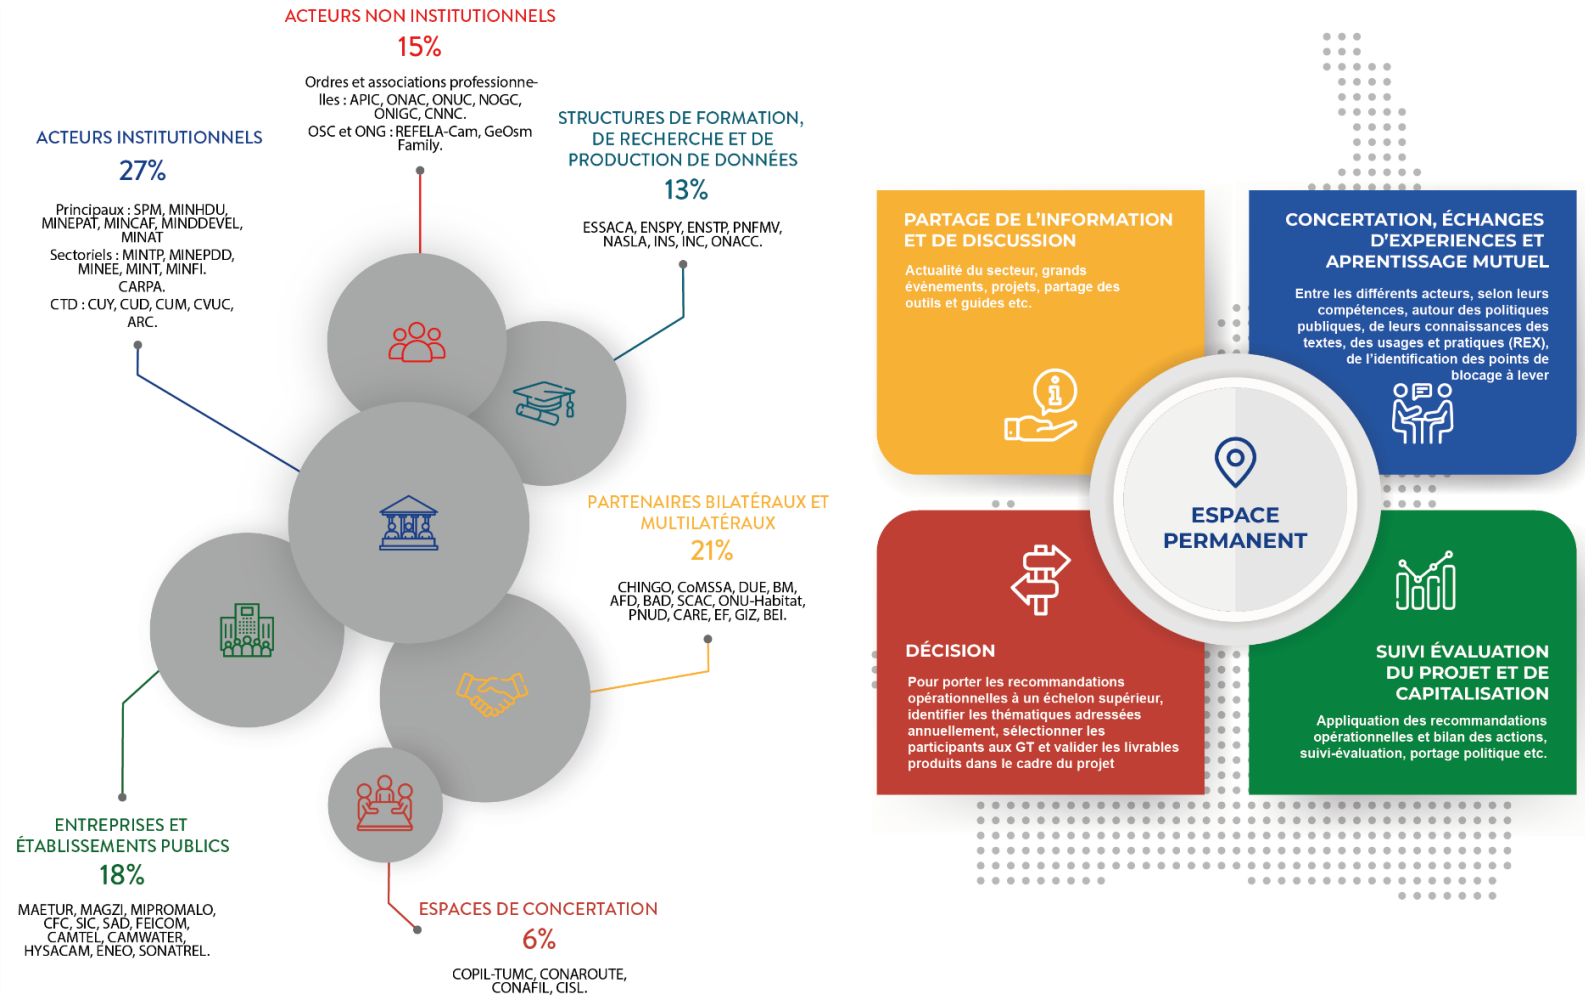 ACTEURS NON INSTITUTIONNELS
15%
Ordres et associations professionne-
lles : APIC, ONAC, ONUC, NOGC,
ONIGC, CNNC.
OSC et ONG : REFELA-Cam, GeOsm
Family.
STRUCTURES DE FORMATION,
DE RECHERCHE ET DE
PRODUCTION DE DONNÉES
13%
ESSACA, ENSPY, ENSTP, PNFMV,
NASLA, INS, INC, ONACC.
ACTEURS INSTITUTIONNELS
27%
Principaux : SPM, MINHDU,
MINEPAT, MINCAF, MINDDEVEL,
MINAT
Sectoriels : MINTP, MINEPDD,
MINEE, MINT, MINFI.
CARPA.
CTD : CUY, CUD, CUM, CVUC,
ARC.
PARTENAIRES BILATÉRAUX ET
MULTILATÉRAUX
21%
CHINGO, CoMSSA, DUE, BM,
AFD, BAD, SCAC, ONU-Habitat,
PNUD, CARE, EF, GIZ, BEI.
ENTREPRISES ET
ÉTABLISSEMENTS PUBLICS
18%
MAETUR, MAGZI, MIPROMALO,
CFC, SIC, SAD, FEICOM,
CAMTEL, CAMWATER,
HYSACAM, ENEO, SONATREL.
ESPACES DE CONCERTATION
6%
COPIL-TUMC, CONAROUTE,
CONAFIL, CISL.
PARTAGE DE L'INFORMATION
ET DE DISCUSSION
Actualité du secteur, grands
évènements, projets, partage des
outils et guides etc.
CONCERTATION, ÉCHANGES
D'EXPERIENCES ET
APRENTISSAGE MUTUEL
Entre les différents acteurs, selon leurs
compétences, autour des politiques
publiques, de leurs connaissances des
textes, des usages et pratiques (REX),
de l'identification des points de
blocage à lever
ESPACE
PERMANENT
DÉCISION
Pour porter les recommandations
opérationnelles à un échelon supérieur,
identifier les thématiques adressées
annuellement, sélectionner les
participants aux GT et valider les livrables
produits dans le cadre du projet
SUIVI ÉVALUATION
DU PROJET ET DE
CAPITALISATION
Appliquation des recommandations
opérationnelles et bilan des actions,
suivi-évaluation, portage politique etc.